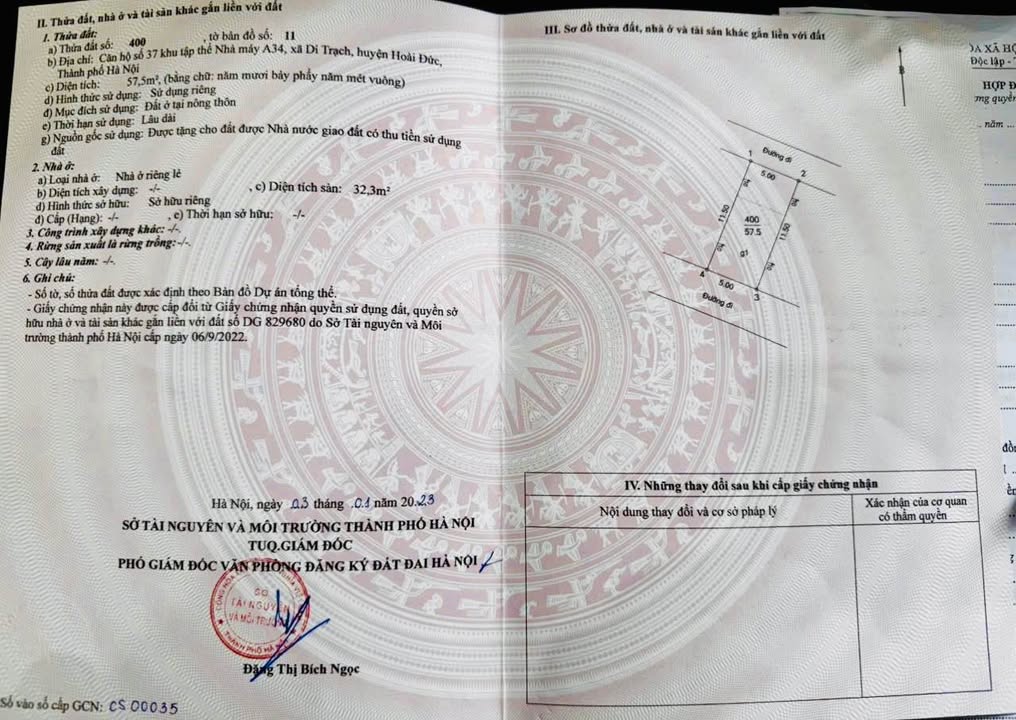 II. Thửa đất, nhà ở và tài sản khác gắn liền với đất
1. Thửa đất:
a) Thửa đất số: 400 , tờ bản đồ số: 11
b) Địa chỉ: Căn hộ số 37 khu tập thể Nhà máy A34, xã Di Trạch, huyện Hoài Đức,
Thành phố Hà Nội
c) Diện tích: 57,5m², (bằng chữ: năm mươi bảy phẩy năm mét vuông)
d) Hình thức sử dụng: Sử dụng riêng
đ) Mục đích sử dụng: Đất ở tại nông thôn
e) Thời hạn sử dụng: Lâu dài
g) Nguồn gốc sử dụng: Được tặng cho đất được Nhà nước giao đất có thu tiền sử dụng
đất
2. Nhà ở:
a) Loại nhà ở: Nhà ở riêng lẻ
b) Diện tích xây dựng: -/- , c) Diện tích sàn: 32,3m²
d) Hình thức sở hữu: Sở hữu riêng
đ) Cấp (Hạng): -/- , e) Thời hạn sở hữu: -/-
3. Công trình xây dựng khác: -/-.
4. Rừng sản xuất là rừng trồng:-/-.
5. Cây lâu năm: -/-.
6. Ghi chú:
- Số tờ, số thửa đất được xác định theo Bản đồ Dự án tổng thể.
- Giấy chứng nhận này được cấp đổi từ Giấy chứng nhận quyền sử dụng đất, quyền sở
hữu nhà ở và tài sản khác gắn liền với đất số DG 829680 do Sở Tài nguyên và Môi
trường thành phố Hà Nội cấp ngày 06/9/2022.
Hà Nội, ngày 03 tháng 01 năm 2023
SỞ TÀI NGUYÊN VÀ MÔI TRƯỜNG THÀNH PHỐ HÀ NỘI
TUQ.GIÁM ĐỐC
PHÓ GIÁM ĐỐC VĂN PHÒNG ĐĂNG KÝ ĐẤT ĐAI HÀ NỘI
SỞ
TÀI NGUYÊN
VÀ MÔI TRƯỜNG
THÀNH PHỐ HÀ NỘI
Đặng Thị Bích Ngọc
Số vào sổ cấp GCN: CS 00035
III. Sơ đồ thửa đất, nhà ở và tài sản khác gắn liền với đất
B
Đường đi
1
5.00
2
11.50
400
57.5
11.50
g1
4
5.00
3
Đường đi
IV. Những thay đổi sau khi cấp giấy chứng nhận
Nội dung thay đổi và cơ sở pháp lý
Xác nhận của cơ quan
có thẩm quyền
XÃ HỘ
Độc lập -
HỢP Đ
quyền
năm